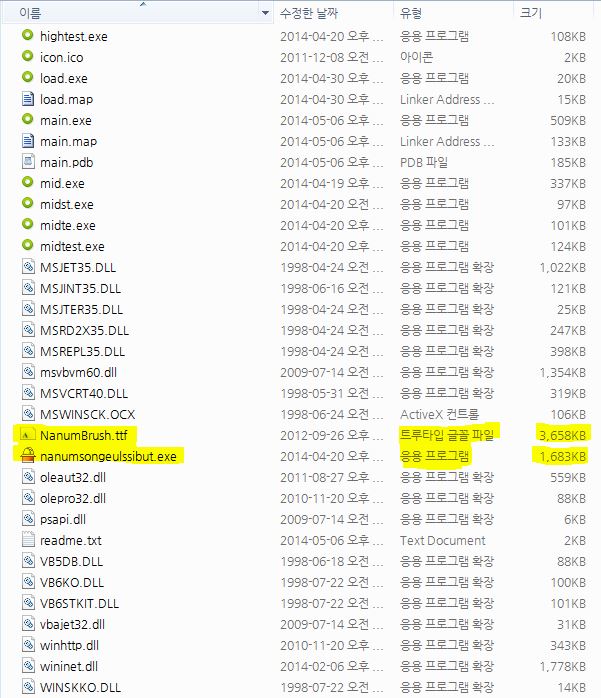 이름 수정한 날짜 유형 크기
hightest.exe 2014-04-20 오후 ... 응용 프로그램 108KB
icon.ico 2011-12-08 오전 ... 아이콘 2KB
load.exe 2014-04-30 오전 ... 응용 프로그램 20KB
load.map 2014-04-30 오전 ... Linker Address ... 15KB
main.exe 2014-05-06 오후 ... 응용 프로그램 509KB
main.map 2014-05-06 오후 ... Linker Address ... 133KB
main.pdb 2014-05-06 오후 ... PDB 파일 185KB
mid.exe 2014-04-19 오후 ... 응용 프로그램 337KB
midst.exe 2014-04-20 오전 ... 응용 프로그램 97KB
midte.exe 2014-04-20 오후 ... 응용 프로그램 101KB
midtest.exe 2014-04-20 오후 ... 응용 프로그램 124KB
MSJET35.DLL 1998-04-24 오전 ... 응용 프로그램 확장 1,022KB
MSJINT35.DLL 1998-06-16 오전 ... 응용 프로그램 확장 121KB
MSJTER35.DLL 1998-04-24 오전 ... 응용 프로그램 확장 25KB
MSRD2X35.DLL 1998-04-24 오전 ... 응용 프로그램 확장 247KB
MSREPL35.DLL 1998-04-24 오전 ... 응용 프로그램 확장 398KB
msvbvm60.dll 2009-07-14 오전 ... 응용 프로그램 확장 1,354KB
MSVCRT40.DLL 1998-05-31 오전 ... 응용 프로그램 확장 319KB
MSWINSCK.OCX 1998-06-24 오전 ... ActiveX 컨트롤 106KB
NanumBrush.ttf 2012-09-26 오후 ... 트루타입 글꼴 파일 3,658KB
nanumsongeulssibut.exe 2014-04-20 오후 ... 응용 프로그램 1,683KB
oleaut32.dll 2011-08-27 오후 ... 응용 프로그램 확장 559KB
olepro32.dll 2010-11-20 오후 ... 응용 프로그램 확장 88KB
psapi.dll 2009-07-14 오전 ... 응용 프로그램 확장 6KB
readme.txt 2014-05-06 오후 ... Text Document 2KB
VB5DB.DLL 1998-06-18 오전 ... 응용 프로그램 확장 88KB
VB6KO.DLL 1998-07-22 오전 ... 응용 프로그램 확장 100KB
VB6STKIT.DLL 1998-07-22 오전 ... 응용 프로그램 확장 101KB
vbajet32.dll 2009-07-14 오전 ... 응용 프로그램 확장 31KB
winhttp.dll 2010-11-20 오후 ... 응용 프로그램 확장 343KB
wininet.dll 2014-02-06 오후 ... 응용 프로그램 확장 1,778KB
WINSKKO.DLL 1998-07-22 오전 ... 응용 프로그램 확장 14KB